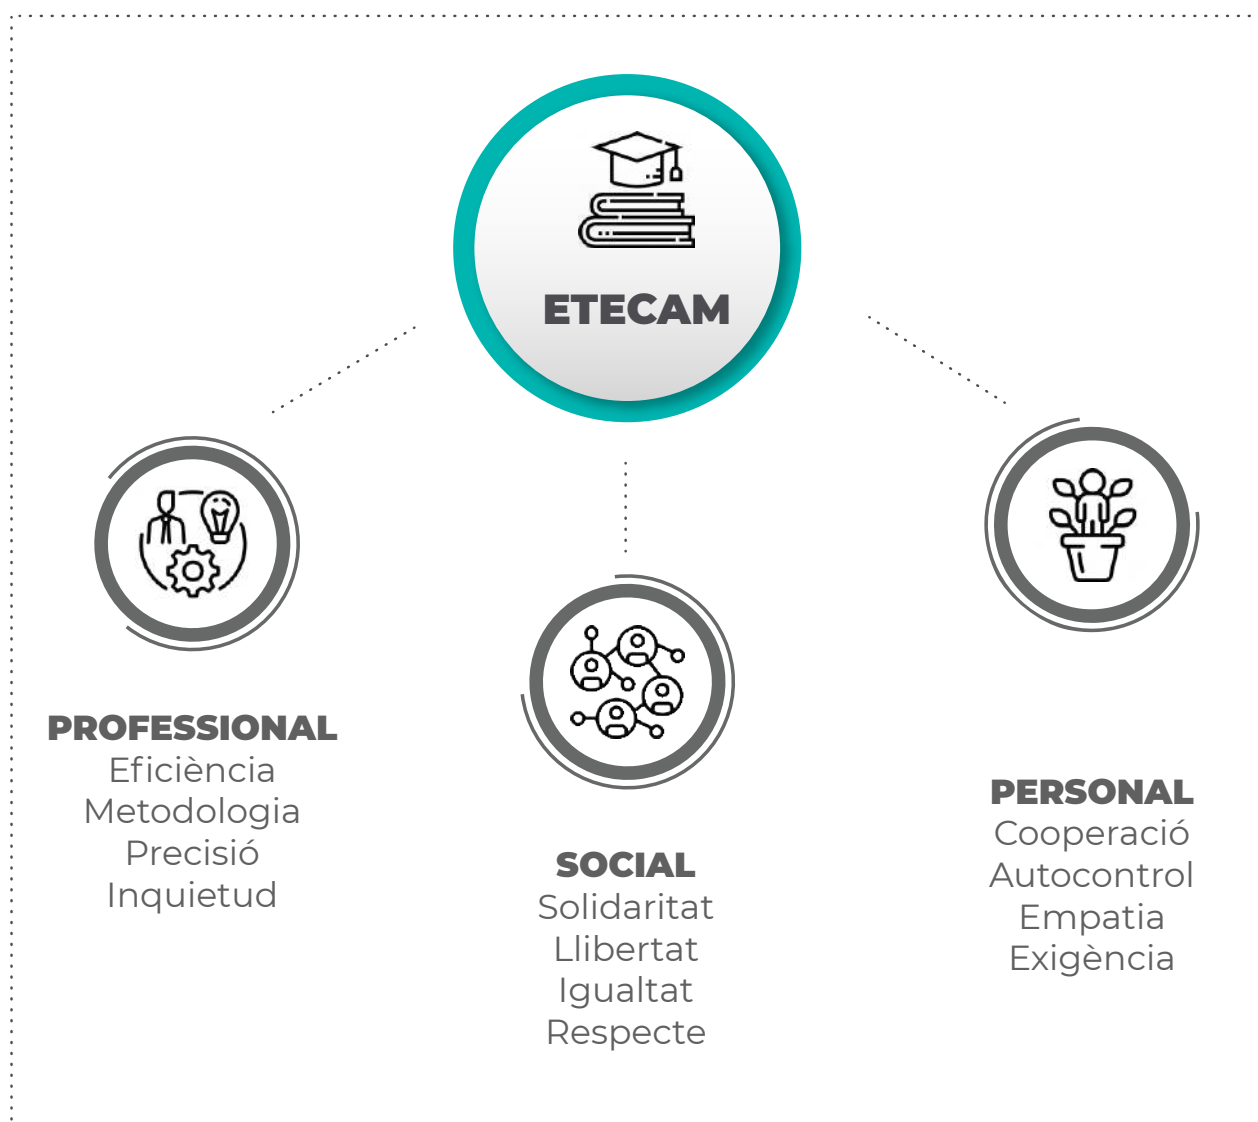 ETECAM
PROFESSIONAL
Eficiència
Metodologia
Precisió
Inquietud
SOCIAL
Solidaritat
Llibertat
Igualtat
Respecte
PERSONAL
Cooperació
Autocontrol
Empatia
Exigència